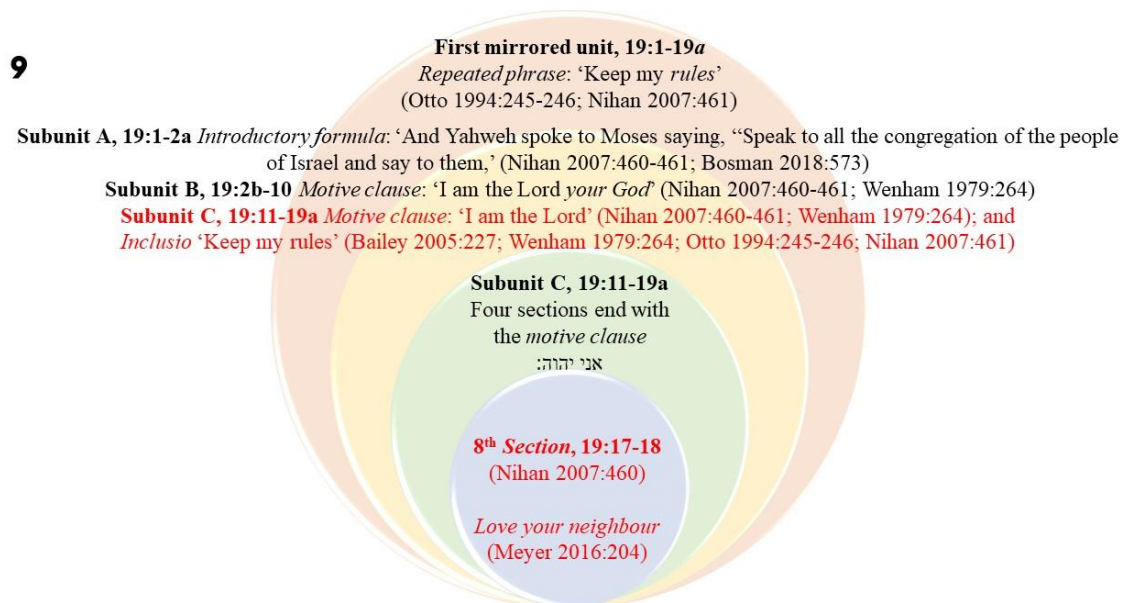 9
First mirrored unit, 19:1-19a
Repeated phrase: ‘Keep my rules’
(Otto 1994:245-246; Nihan 2007:461)
Subunit A, 19:1-2a Introductory formula: ‘And Yahweh spoke to Moses saying, “Speak to all the congregation of the people
of Israel and say to them,’ (Nihan 2007:460-461; Bosman 2018:573)
Subunit B, 19:2b-10 Motive clause: ‘I am the Lord your God’ (Nihan 2007:460-461; Wenham 1979:264)
Subunit C, 19:11-19a Motive clause: ‘I am the Lord’ (Nihan 2007:460-461; Wenham 1979:264); and
Inclusio ‘Keep my rules’ (Bailey 2005:227; Wenham 1979:264; Otto 1994:245-246; Nihan 2007:461)
Subunit C, 19:11-19a
Four sections end with
the motive clause
אני יהוה:
8th Section, 19:17-18
(Nihan 2007:460)
Love your neighbour
(Meyer 2016:204)